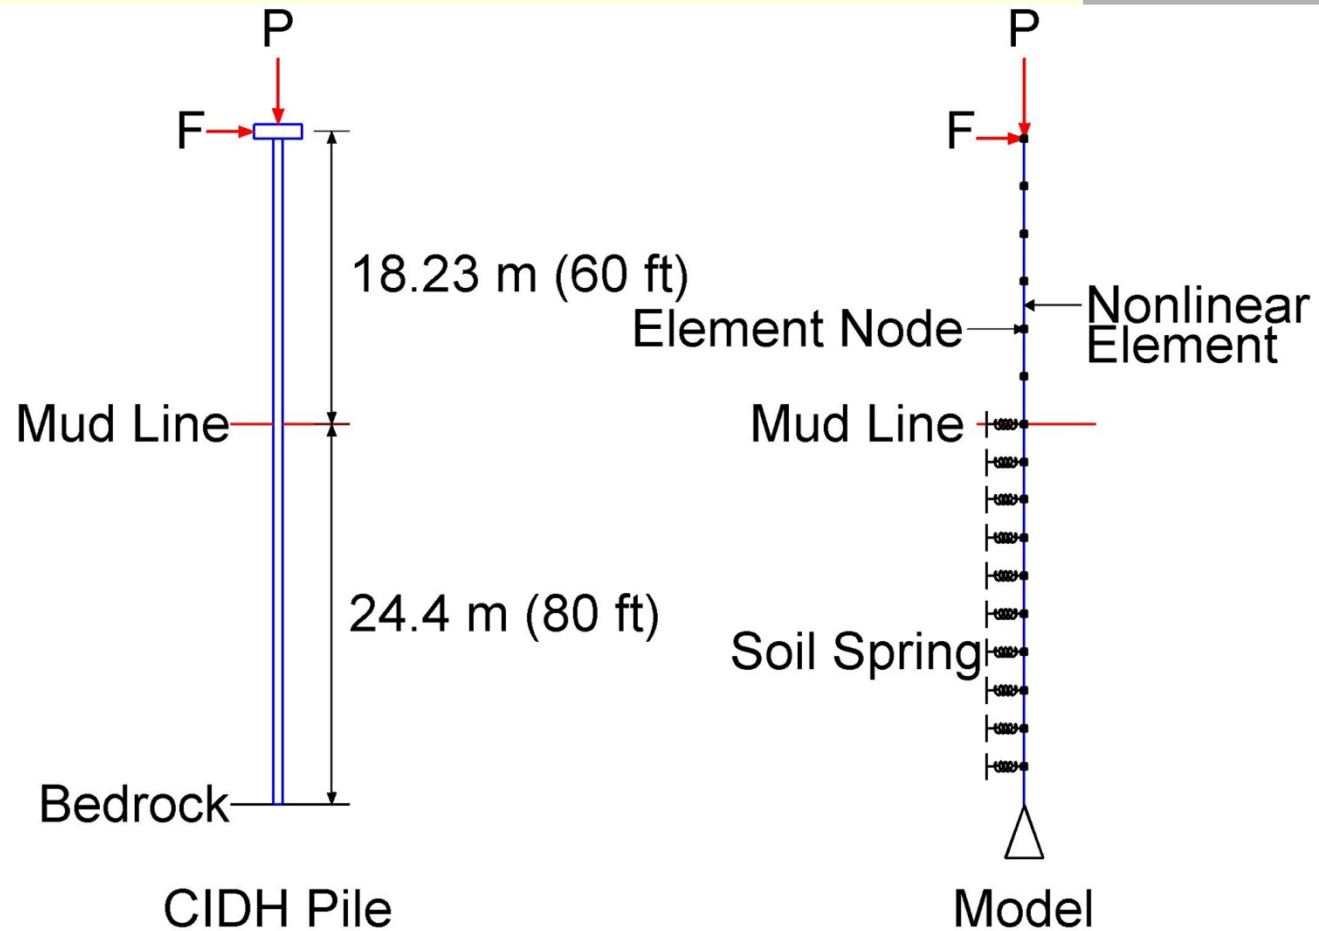 P
F
18.23 m (60 ft)
Mud Line
24.4 m (80 ft)
Bedrock
CIDH Pile
P
F
Nonlinear
Element
Element Node
Mud Line
Soil Spring
Model